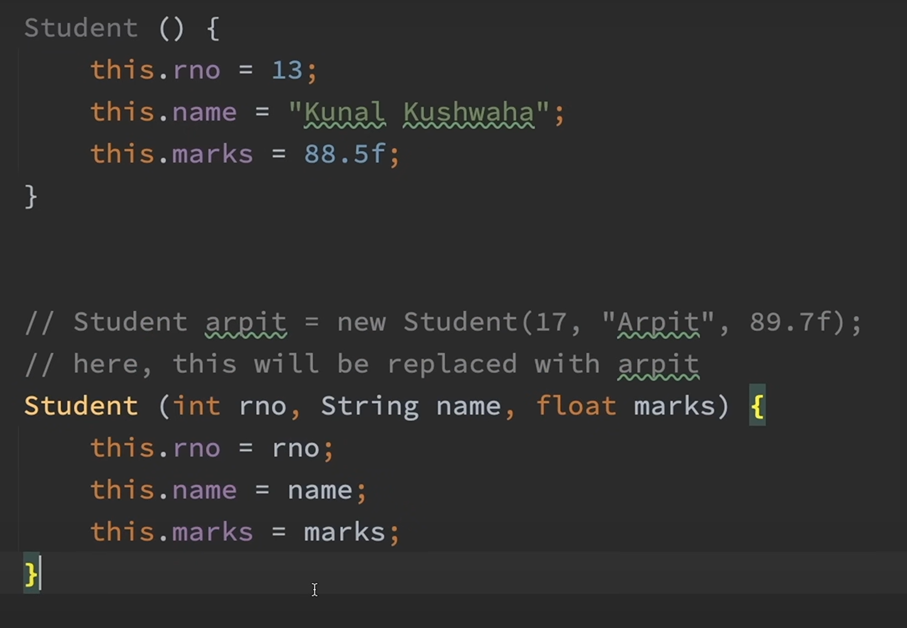 Student () {
    this.rno = 13;
    this.name = "Kunal Kushwaha";
    this.marks = 88.5f;
}
// Student arpit = new Student(17, "Arpit", 89.7f);
// here, this will be replaced with arpit
Student (int rno, String name, float marks) {
    this.rno = rno;
    this.name = name;
    this.marks = marks;
}